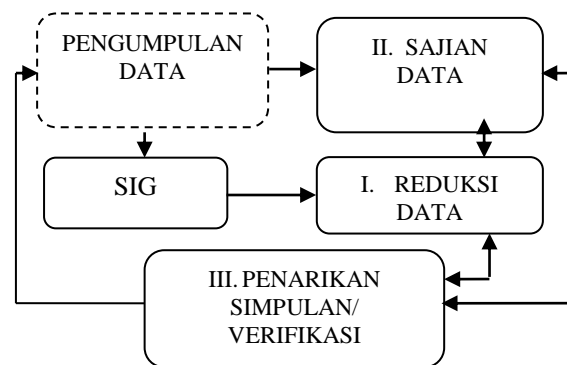 PENGUMPULAN
DATA
II. SAJIAN
DATA
SIG
I. REDUKSI
DATA
III. PENARIKAN
SIMPULAN/
VERIFIKASI